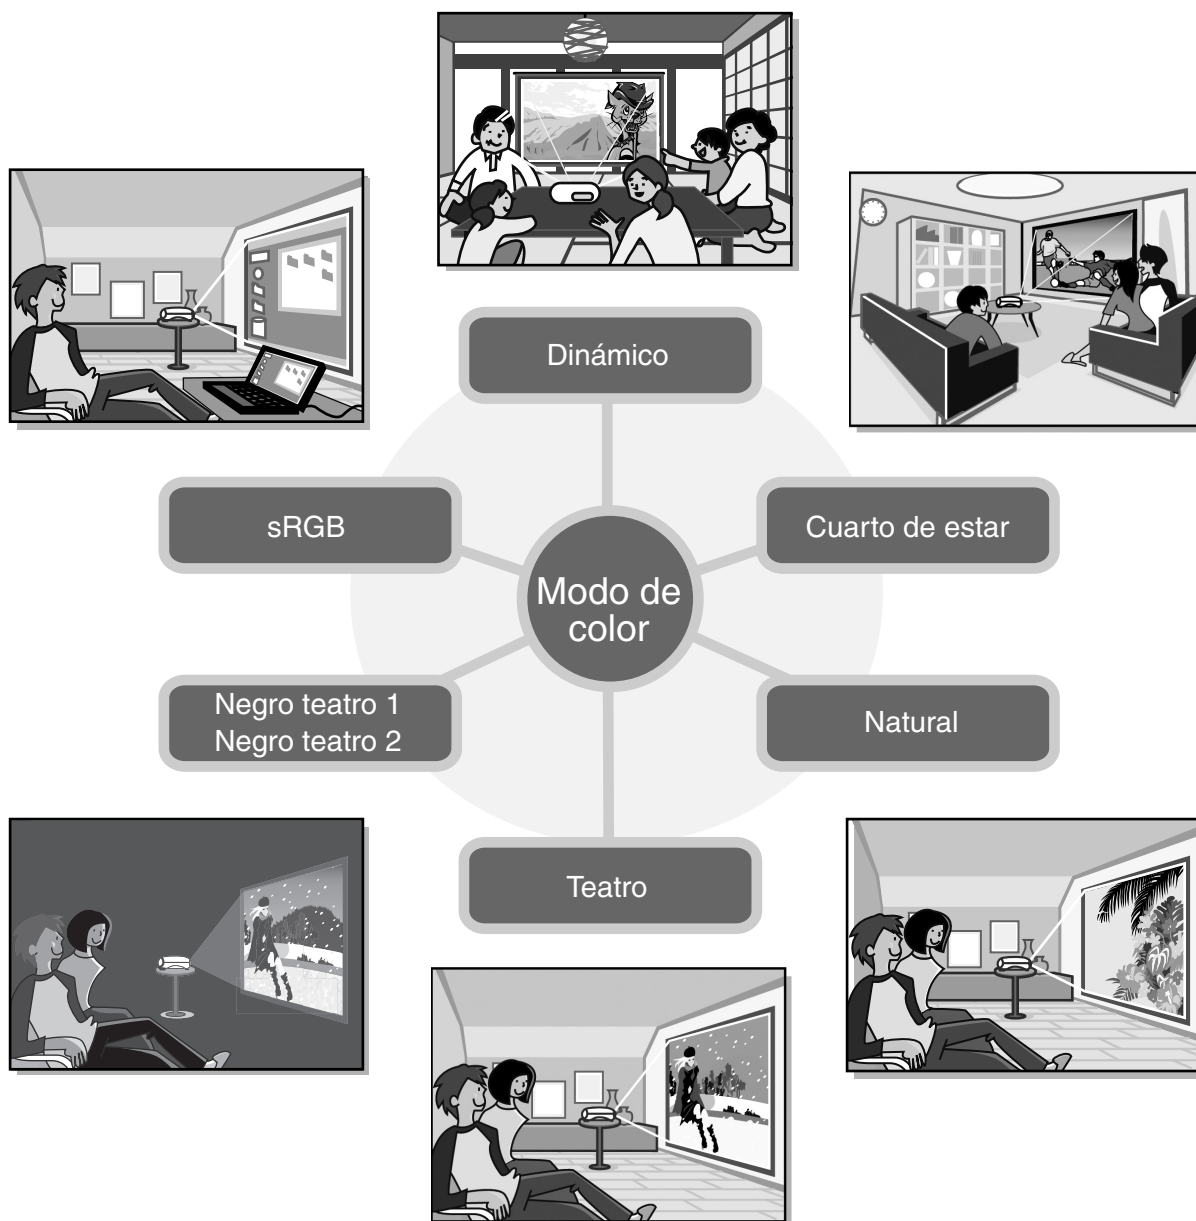 Dinámico
sRGB
Cuarto de estar
Modo de
color
Negro teatro 1
Negro teatro 2
Natural
Teatro